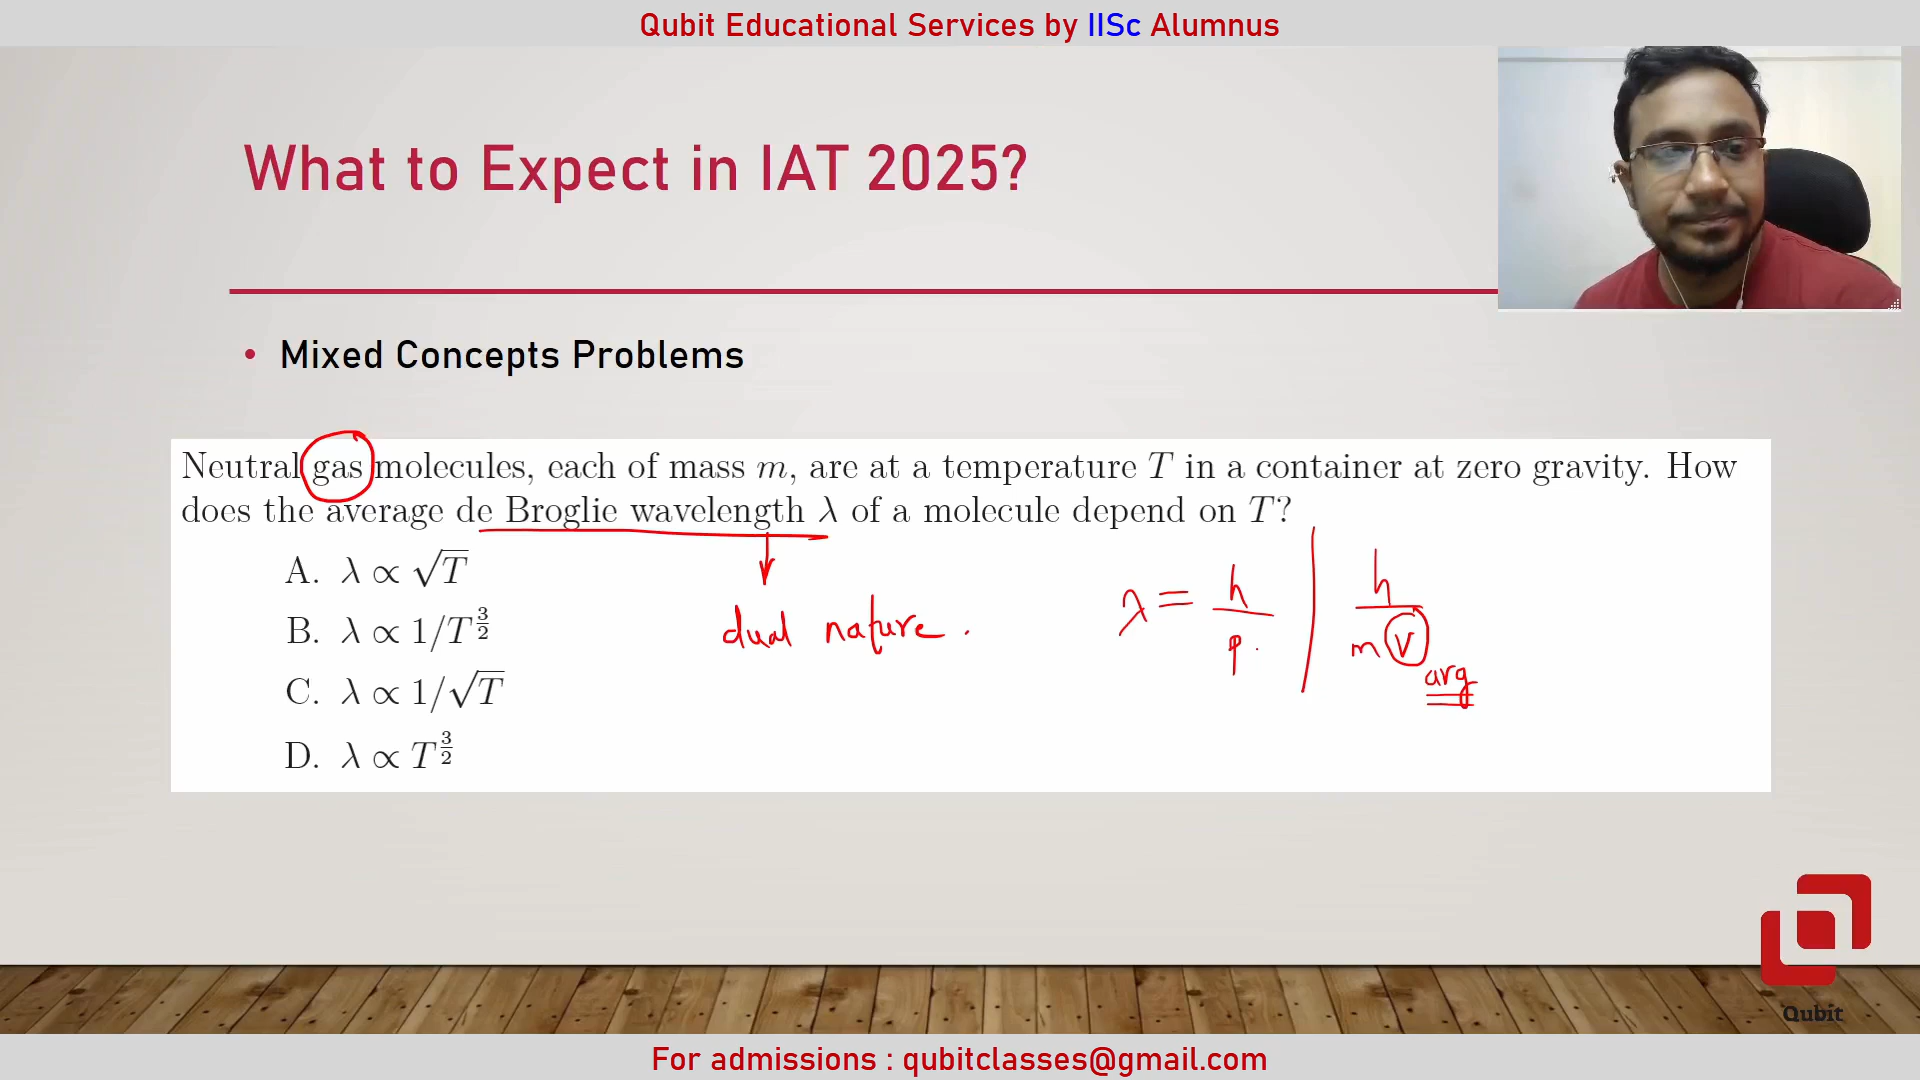 Qubit Educational Services by IISc Alumnus
What to Expect in IAT 2025?
• Mixed Concepts Problems
Neutral gas molecules, each of mass m, are at a temperature T in a container at zero gravity. How
does the average de Broglie wavelength λ of a molecule depend on T?
A. λ ∝ √T
B. λ ∝ 1/T^{3/2}
C. λ ∝ 1/√T
D. λ ∝ T^{3/2}
dual nature.
λ = h/p. | h/mv
avg
Qubit
For admissions : qubitclasses@gmail.com